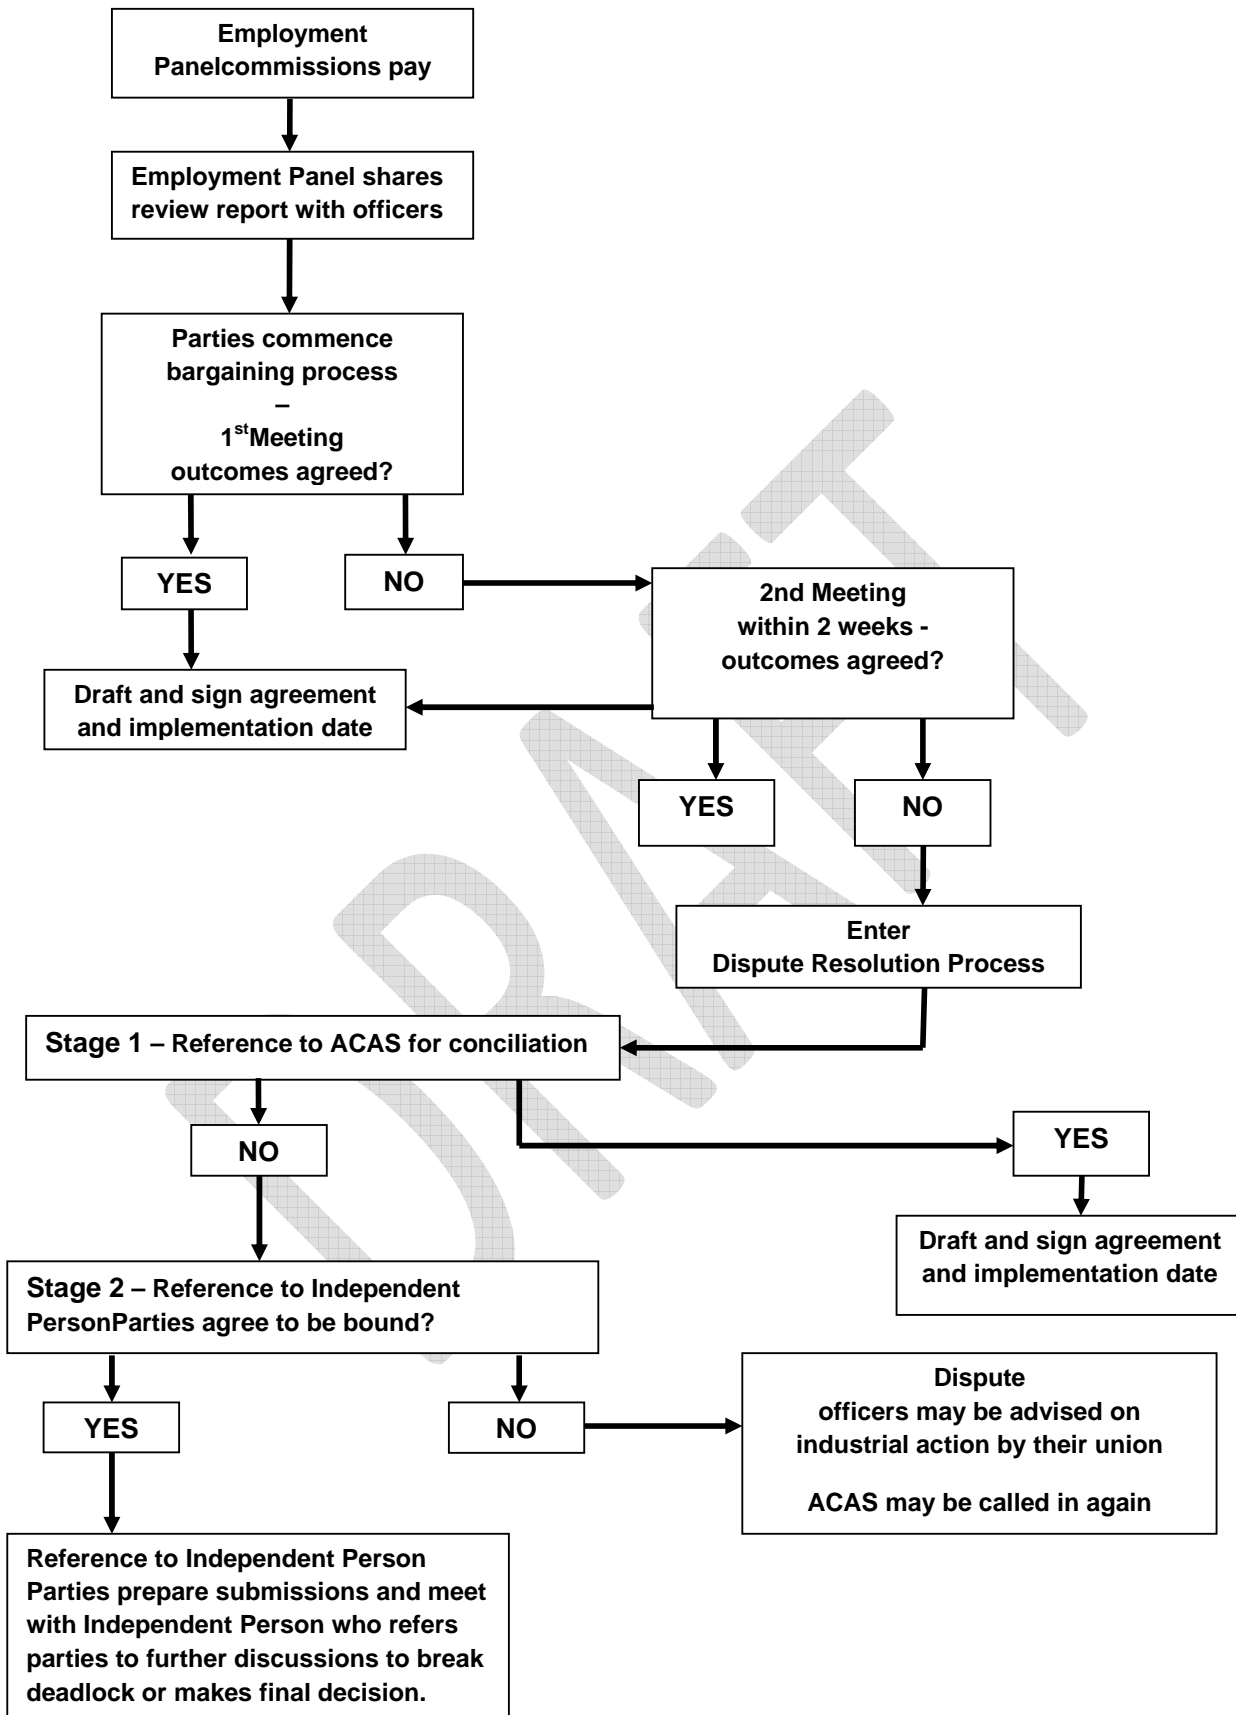 Employment
Panelcommissions pay
Employment Panel shares
review report with officers
Parties commence
bargaining process
–
1stMeeting
outcomes agreed?
YES
NO
2nd Meeting
within 2 weeks -
outcomes agreed?
Draft and sign agreement
and implementation date
YES
NO
Enter
Dispute Resolution Process
Stage 1 – Reference to ACAS for conciliation
NO
YES
Draft and sign agreement
and implementation date
Stage 2 – Reference to Independent
PersonParties agree to be bound?
YES
NO
Dispute
officers may be advised on
industrial action by their union
ACAS may be called in again
Reference to Independent Person
Parties prepare submissions and meet
with Independent Person who refers
parties to further discussions to break
deadlock or makes final decision.
DRAFT